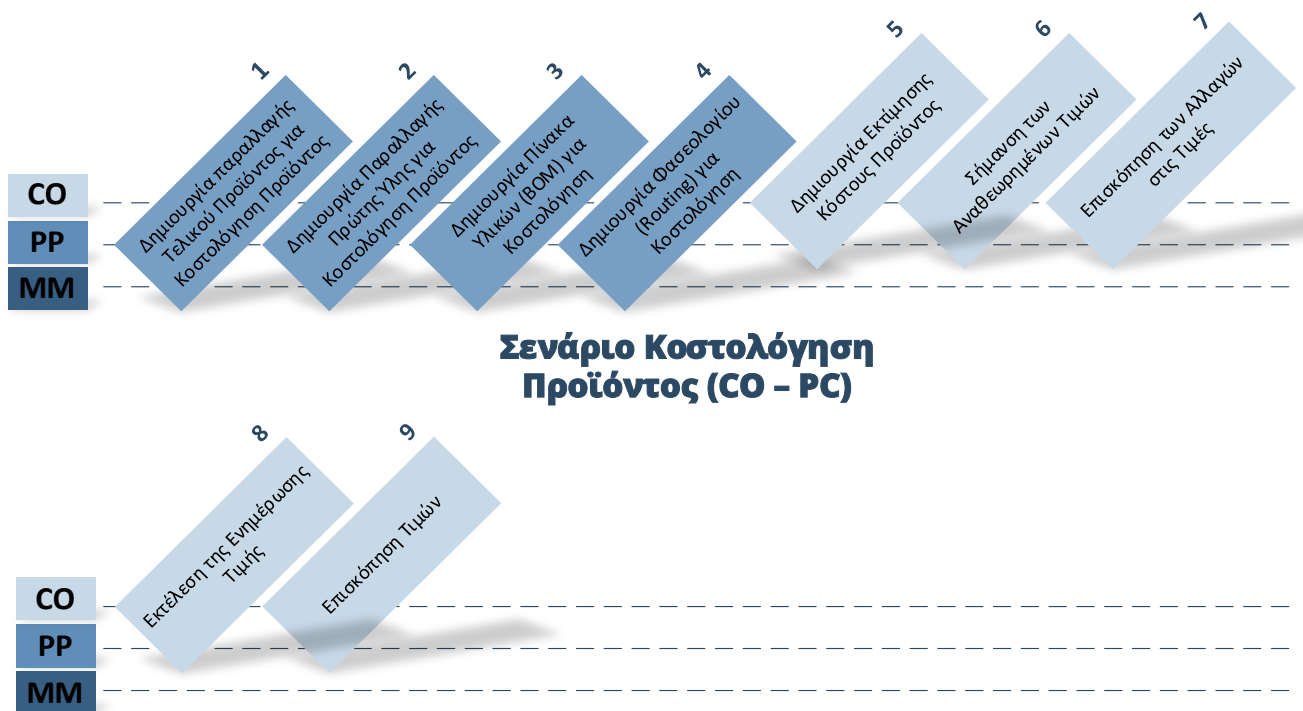 1
Δημιουργία παραλλαγής
Τελικού Προϊόντος για
Κοστολόγηση Προϊόντος
2
Δημιουργία Παραλλαγής
Πρώτης Ύλης για
Κοστολόγηση Προϊόντος
3
Δημιουργία Πίνακα
Υλικών (BOM) για
Κοστολόγηση
4
Δημιουργία Φασεολογίου
(Routing) για
Κοστολόγηση
5
Δημιουργία Εκτίμησης
Κόστους Προϊόντος
6
Σήμανση των
Αναθεωρημένων Τιμών
7
Επισκόπηση των Αλλαγών
στις Τιμές
CO
PP
MM
Σενάριο Κοστολόγηση
Προϊόντος (CO – PC)
8
Εκτέλεση της Ενημέρωσης
Τιμής
9
Επισκόπηση Τιμών
CO
PP
MM